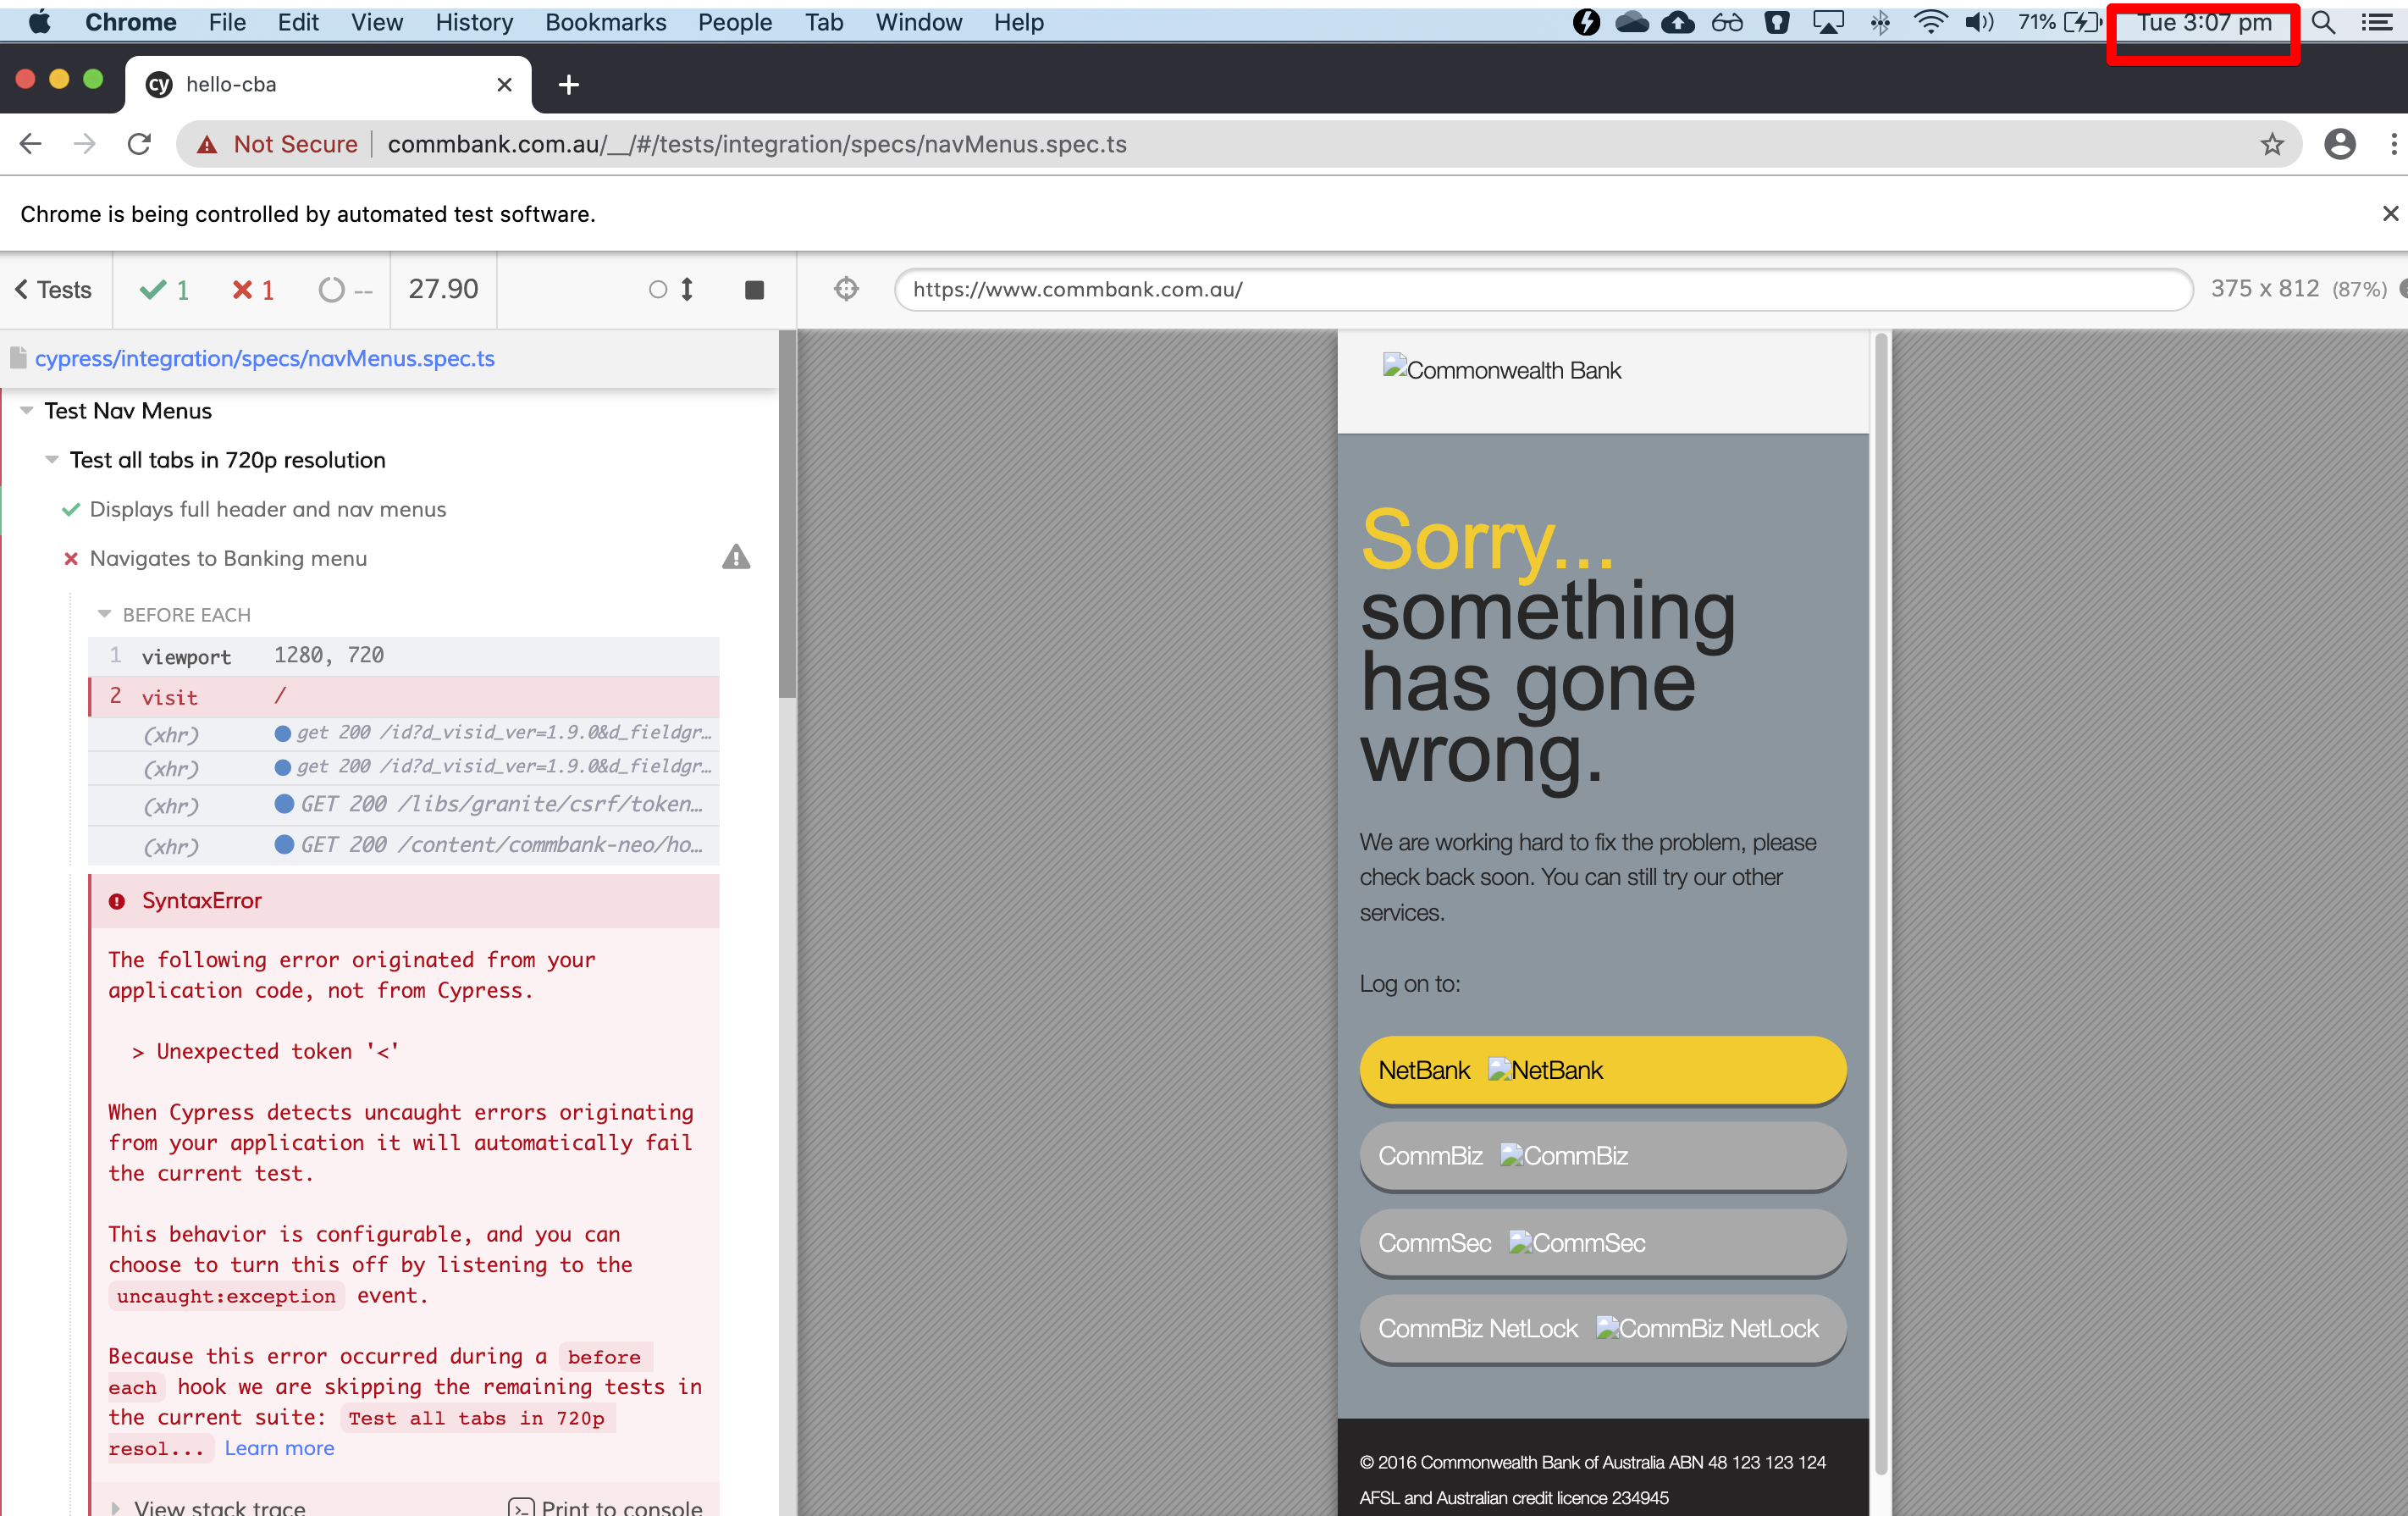 Chrome File Edit View History Bookmarks People Tab Window Help 71% Tue 3:07 pm
cy hello-cba
Not Secure commbank.com.au/__/#/tests/integration/specs/navMenus.spec.ts
Chrome is being controlled by automated test software.
Tests 1 1 -- 27.90 https://www.commbank.com.au/ 375 x 812 (87%)
cypress/integration/specs/navMenus.spec.ts
Test Nav Menus
Test all tabs in 720p resolution
Displays full header and nav menus
Navigates to Banking menu
BEFORE EACH
1 viewport 1280, 720
2 visit /
(xhr) get 200 /id?d_visid_ver=1.9.0&d_fieldgr...
(xhr) get 200 /id?d_visid_ver=1.9.0&d_fieldgr...
(xhr) GET 200 /libs/granite/csrf/token...
(xhr) GET 200 /content/commbank-neo/ho...
SyntaxError
The following error originated from your
application code, not from Cypress.
> Unexpected token '<'
When Cypress detects uncaught errors originating
from your application it will automatically fail
the current test.
This behavior is configurable, and you can
choose to turn this off by listening to the
uncaught:exception event.
Because this error occurred during a before
each hook we are skipping the remaining tests in
the current suite: Test all tabs in 720p
resol... Learn more
View stack trace Print to console
Commonwealth Bank
Sorry...
something
has gone
wrong.
We are working hard to fix the problem, please
check back soon. You can still try our other
services.
Log on to:
NetBank NetBank
CommBiz CommBiz
CommSec CommSec
CommBiz NetLock CommBiz NetLock
© 2016 Commonwealth Bank of Australia ABN 48 123 123 124
AFSL and Australian credit licence 234945